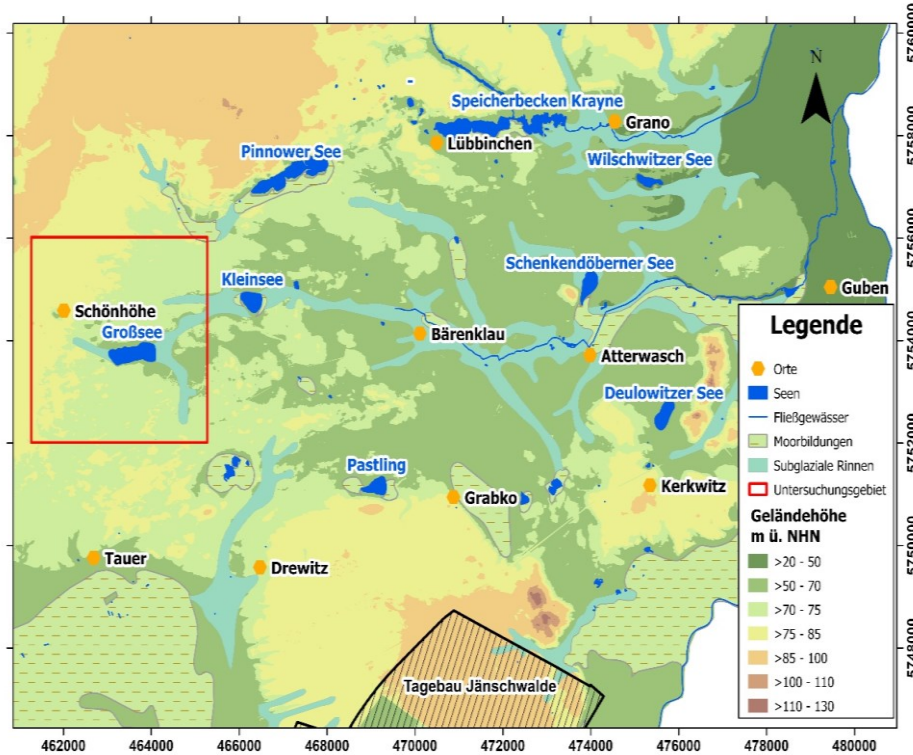 N
Speicherbecken Krayne
Grano
Lübbinchen
Pinnower See
Wilschwitzer See
Kleinsee
Schenkendöberner See
Guben
Schönhöhe
Großsee
Bärenklau
Atterwasch
Deulowitzer See
Pastling
Grabko
Kerkwitz
Tauer
Drewitz
Tagebau Jänschwalde
Legende
Orte
Seen
Fließgewässer
Moorbildungen
Subglaziale Rinnen
Untersuchungsgebiet
Geländehöhe
m ü. NHN
>20 - 50
>50 - 70
>70 - 75
>75 - 85
>85 - 100
>100 - 110
>110 - 130
5760000
5758000
5756000
5754000
5752000
5750000
5748000
462000 464000 466000 468000 470000 472000 474000 476000 478000 480000